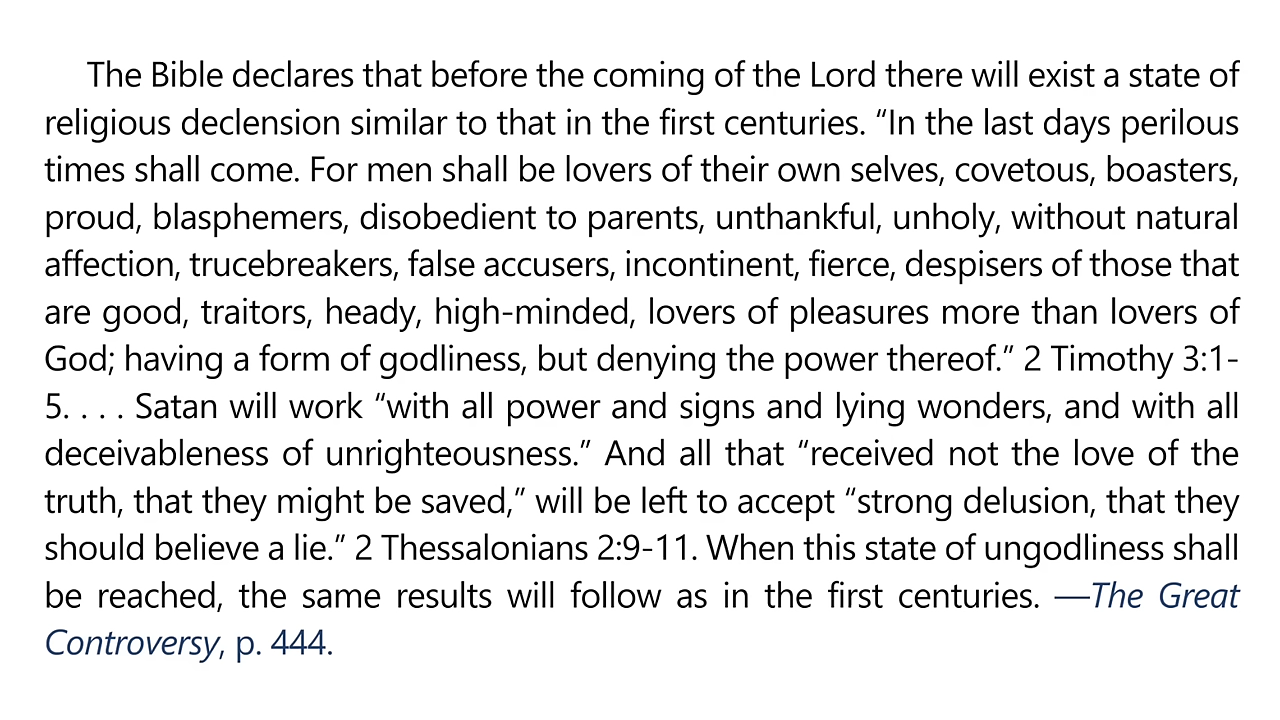 The Bible declares that before the coming of the Lord there will exist a state of
religious declension similar to that in the first centuries. “In the last days perilous
times shall come. For men shall be lovers of their own selves, covetous, boasters,
proud, blasphemers, disobedient to parents, unthankful, unholy, without natural
affection, trucebreakers, false accusers, incontinent, fierce, despisers of those that
are good, traitors, heady, high-minded, lovers of pleasures more than lovers of
God; having a form of godliness, but denying the power thereof.” 2 Timothy 3:1-
5. . . . Satan will work “with all power and signs and lying wonders, and with all
deceivableness of unrighteousness.” And all that “received not the love of the
truth, that they might be saved,” will be left to accept “strong delusion, that they
should believe a lie.” 2 Thessalonians 2:9-11. When this state of ungodliness shall
be reached, the same results will follow as in the first centuries. —The Great
Controversy, p. 444.